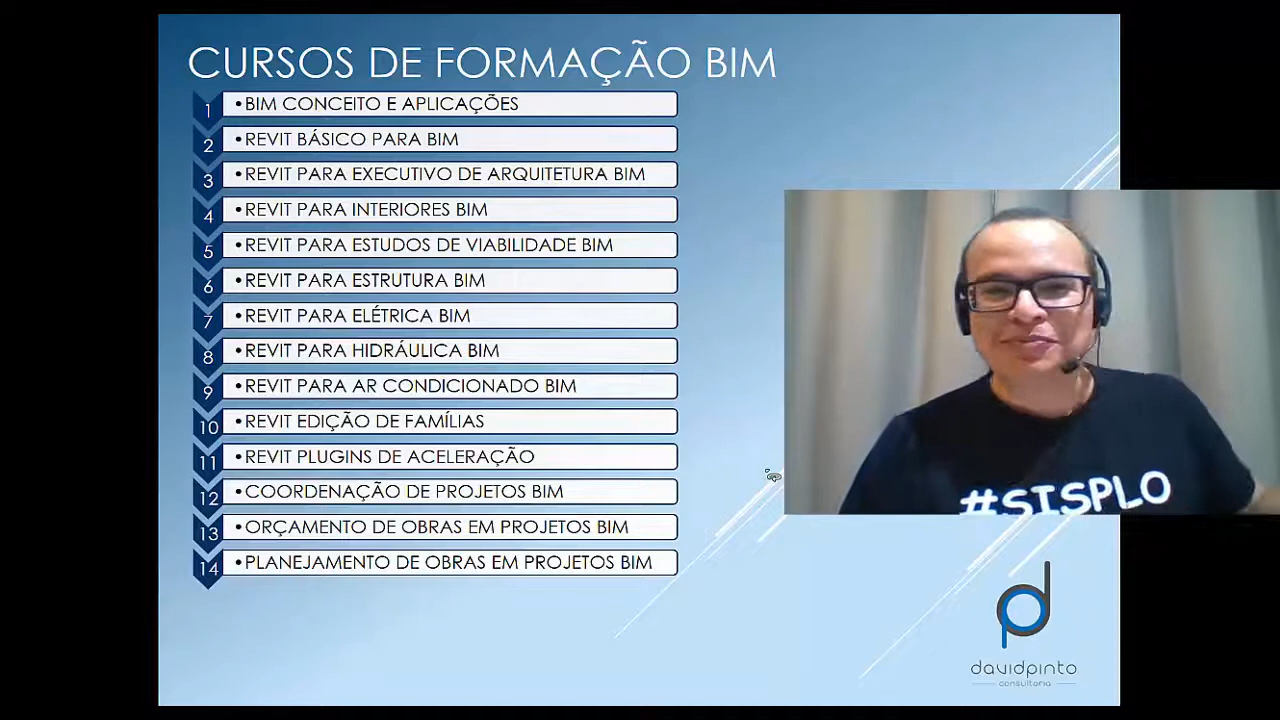 CURSOS DE FORMAÇÃO BIM
1 •BIM CONCEITO E APLICAÇÕES
2 •REVIT BÁSICO PARA BIM
3 •REVIT PARA EXECUTIVO DE ARQUITETURA BIM
4 •REVIT PARA INTERIORES BIM
5 •REVIT PARA ESTUDOS DE VIABILIDADE BIM
6 •REVIT PARA ESTRUTURA BIM
7 •REVIT PARA ELÉTRICA BIM
8 •REVIT PARA HIDRÁULICA BIM
9 •REVIT PARA AR CONDICIONADO BIM
10 •REVIT EDIÇÃO DE FAMÍLIAS
11 •REVIT PLUGINS DE ACELERAÇÃO
12 •COORDENAÇÃO DE PROJETOS BIM
13 •ORÇAMENTO DE OBRAS EM PROJETOS BIM
14 •PLANEJAMENTO DE OBRAS EM PROJETOS BIM
#SISPLO
davidpinto
consultoria